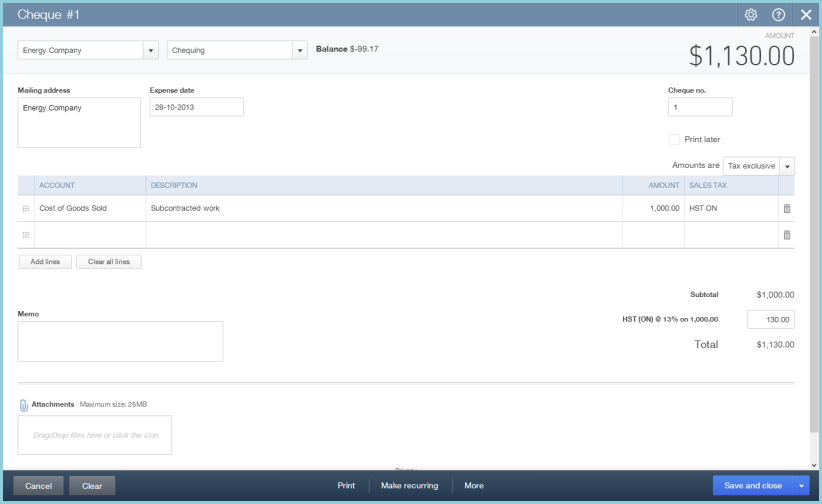 Cheque #1
AMOUNT
Energy Company Chequing Balance $-99.17 $1,130.00
Mailing address Expense date Cheque no.
Energy Company 28-10-2013 1
Print later
Amounts are Tax exclusive
ACCOUNT DESCRIPTION AMOUNT SALES TAX
Cost of Goods Sold Subcontracted work 1,000.00 HST ON
Add lines Clear all lines
Subtotal $1,000.00
Memo
HST (ON) @ 13% on 1,000.00 130.00
Total $1,130.00
Attachments Maximum size: 25MB
Drag/Drop files here or click the icon
Cancel Clear Print Make recurring More Save and close